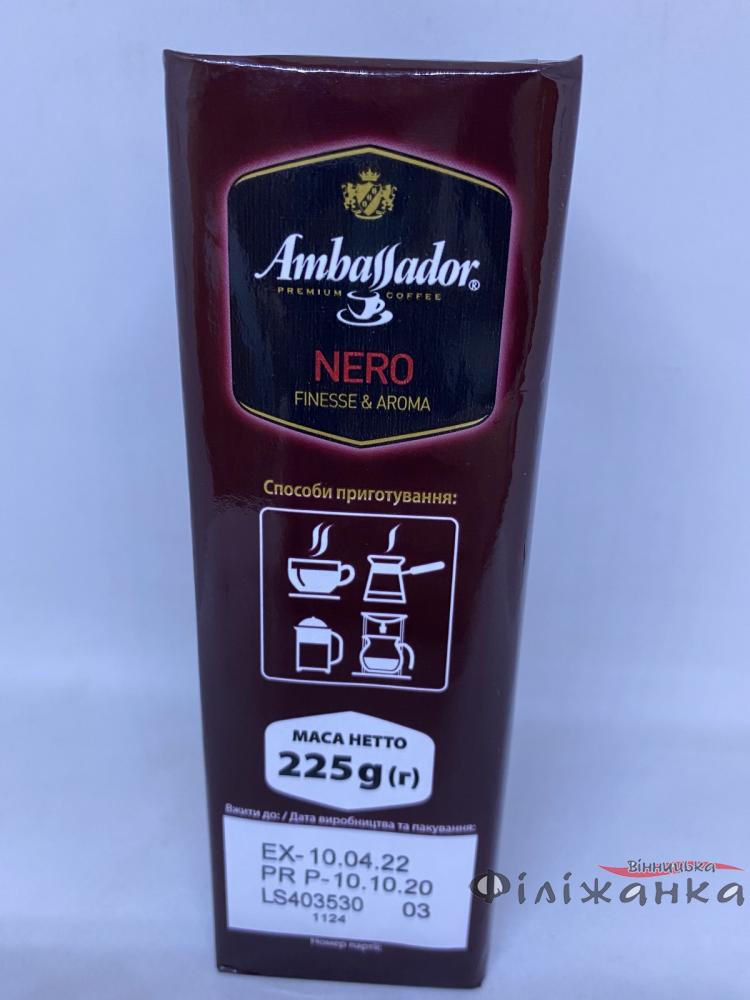 Ambassador®
PREMIUM COFFEE
NERO
FINESSE & AROMA
Способи приготування:
МАСА НЕТТО
225g(г)
Вжити до: / Дата виробництва та пакування:
EX-10.04.22
PR P-10.10.20
LS403530 03
1124
Номер партії:
Вінницька
Філіжанка